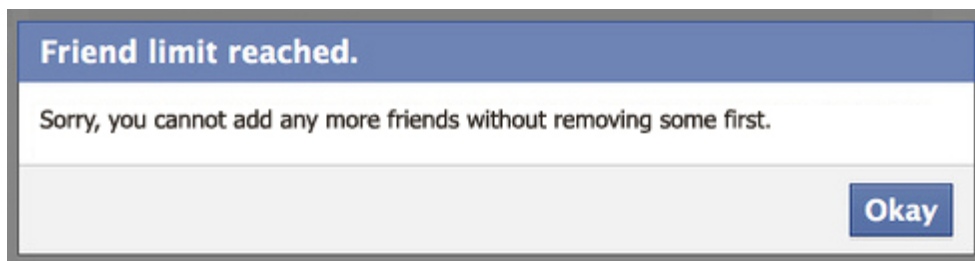 Friend limit reached.
Sorry, you cannot add any more friends without removing some first.
Okay